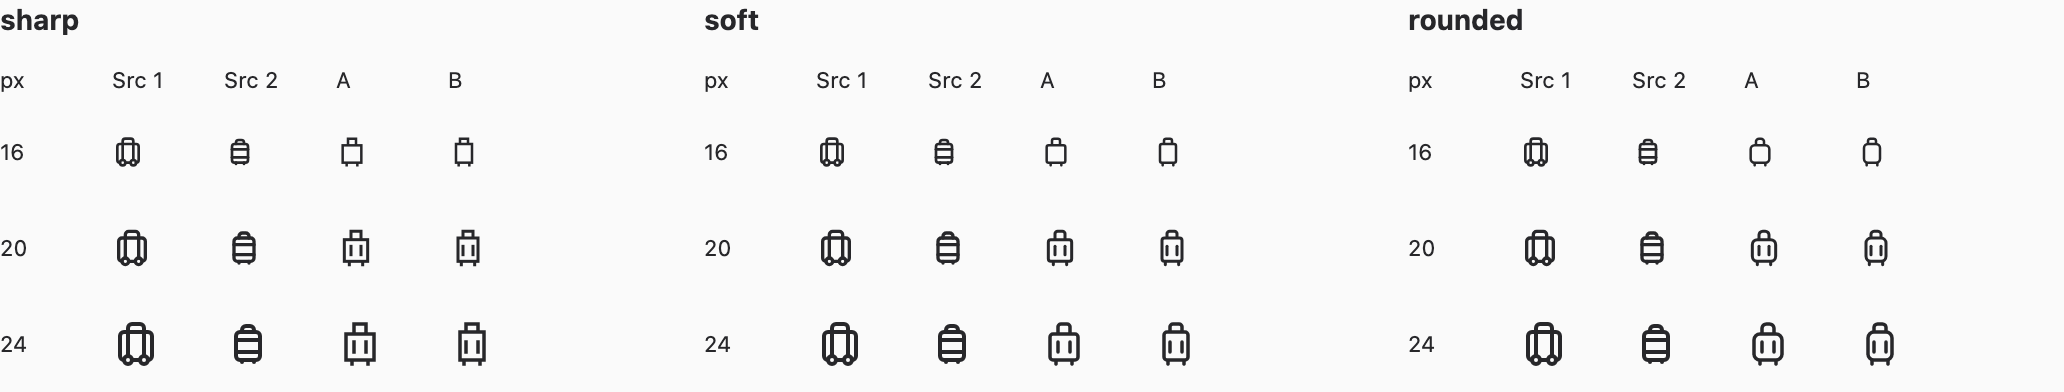 sharp soft rounded
px Src 1 Src 2 A B px Src 1 Src 2 A B px Src 1 Src 2 A B
16 16 16
20 20 20
24 24 24